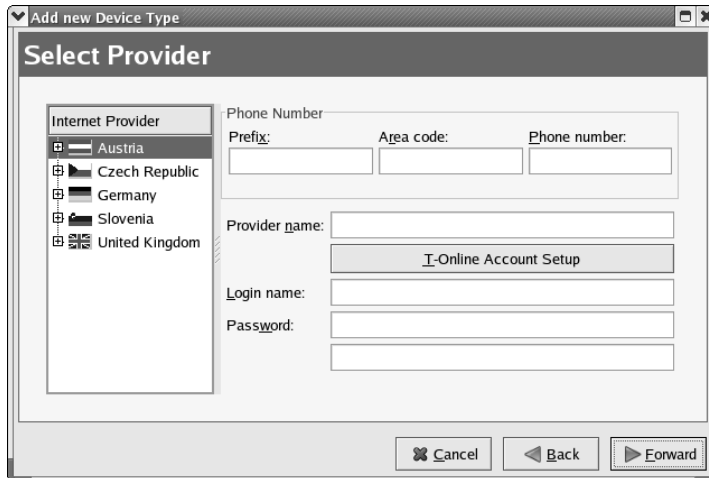 Add new Device Type
Select Provider
Internet Provider
Austria
Czech Republic
Germany
Slovenia
United Kingdom
Phone Number
Prefix: Area code: Phone number:
Provider name:
T-Online Account Setup
Login name:
Password:
Cancel Back Forward